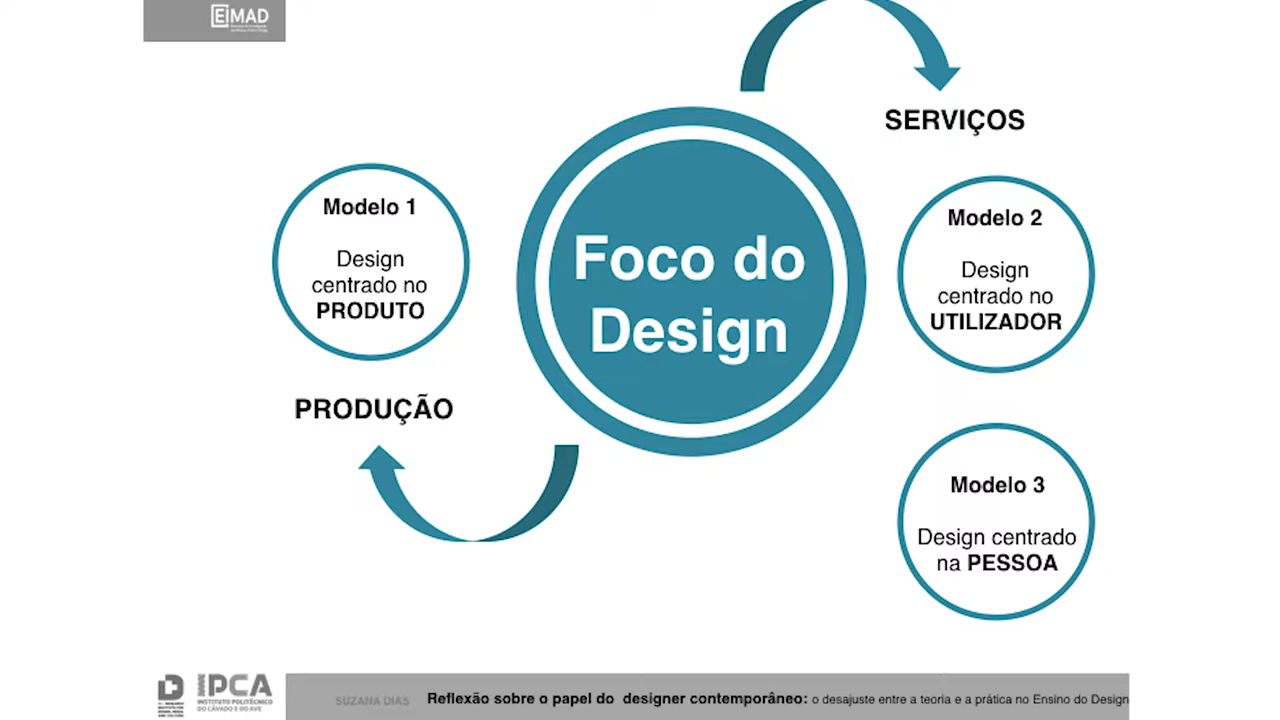 EIMAD
SERVIÇOS
Modelo 1
Design
centrado no
PRODUTO
Foco do
Design
Modelo 2
Design
centrado no
UTILIZADOR
PRODUÇÃO
Modelo 3
Design centrado
na PESSOA
IPCA
INSTITUTO POLITÉCNICO
DO CÁVADO E DO AVE
SUZANA DIAS
Reflexão sobre o papel do designer contemporâneo: o desajuste entre a teoria e a prática no Ensino do Design